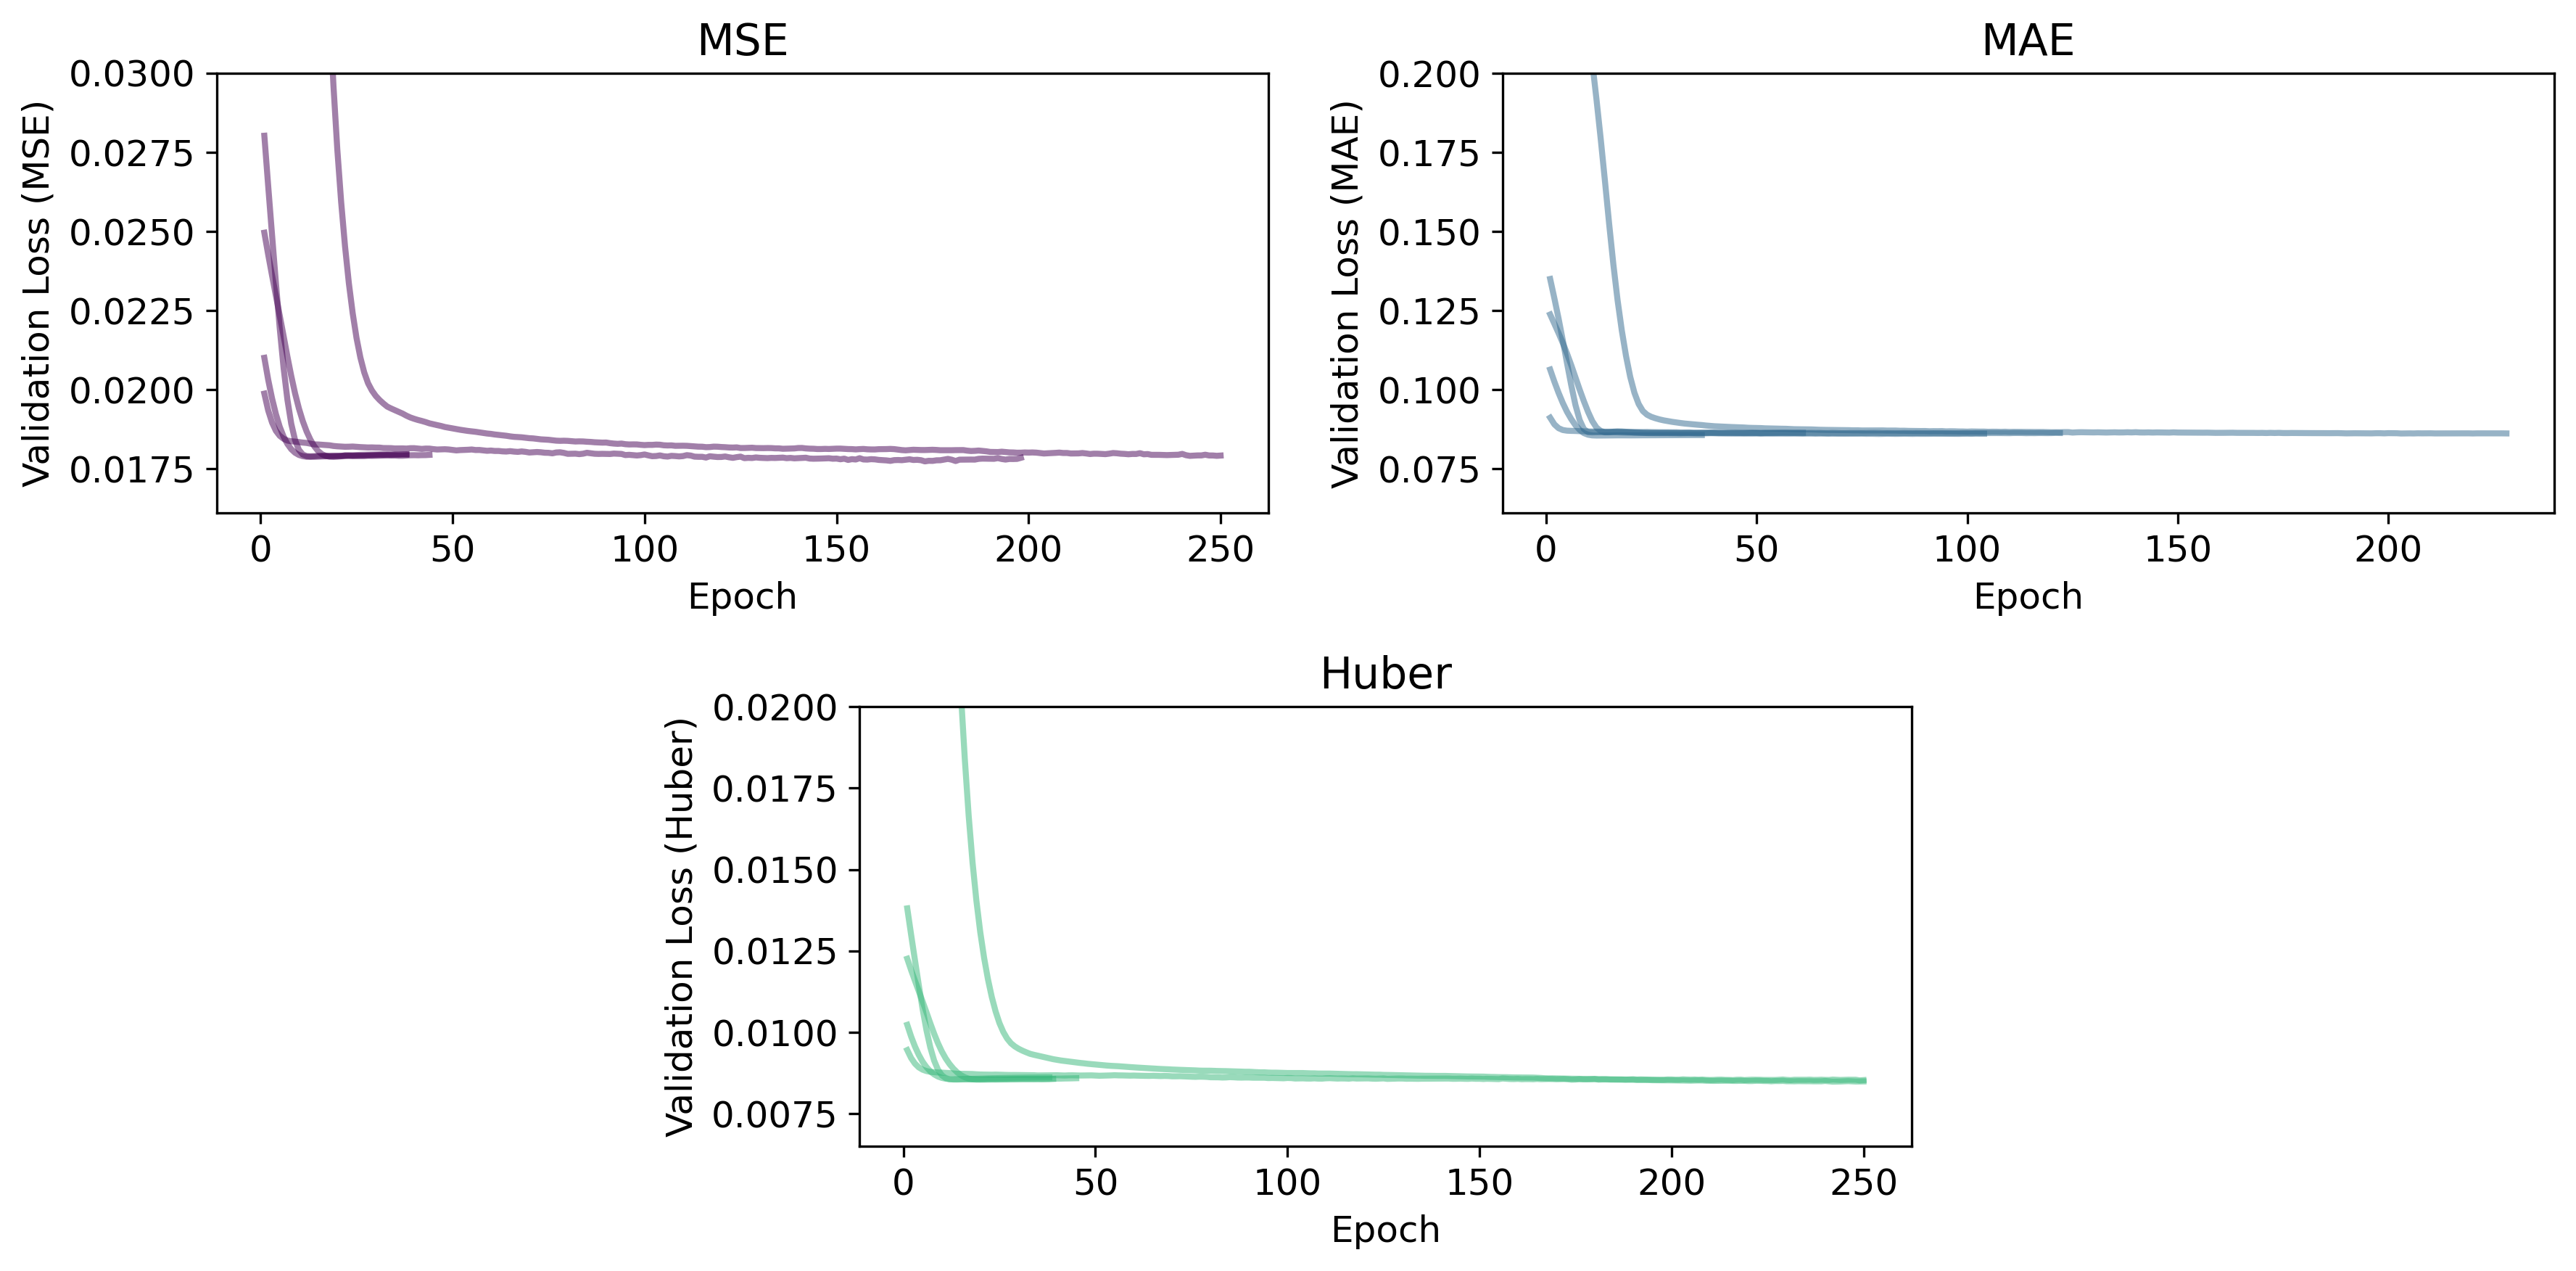 MSE
Validation Loss (MSE)
0.0300
0.0275
0.0250
0.0225
0.0200
0.0175
0 50 100 150 200 250
Epoch
MAE
Validation Loss (MAE)
0.200
0.175
0.150
0.125
0.100
0.075
0 50 100 150 200
Epoch
Huber
Validation Loss (Huber)
0.0200
0.0175
0.0150
0.0125
0.0100
0.0075
0 50 100 150 200 250
Epoch